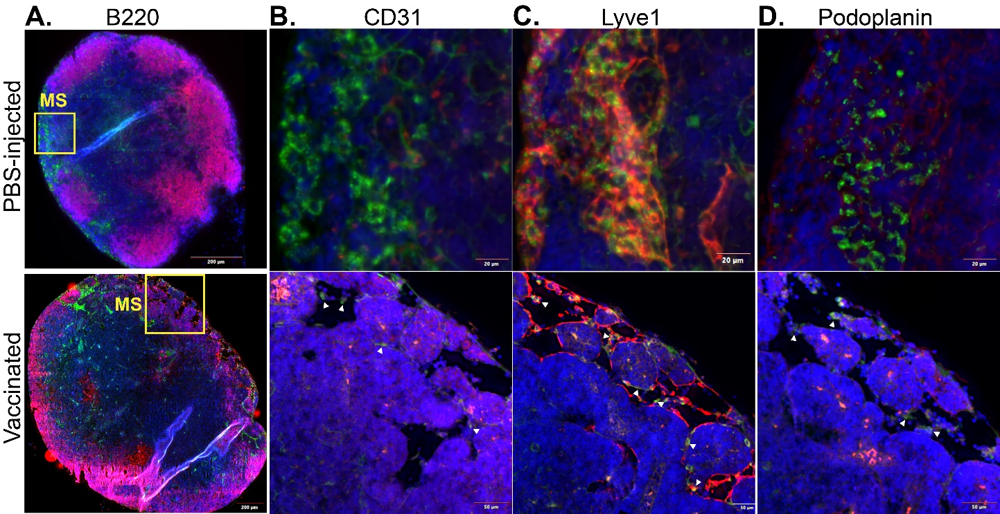 A. B220 B. CD31 C. Lyve1 D. Podoplanin
PBS-injected
MS
200 µm
20 µm
20 µm
20 µm
Vaccinated
MS
200 µm
50 µm
50 µm
50 µm